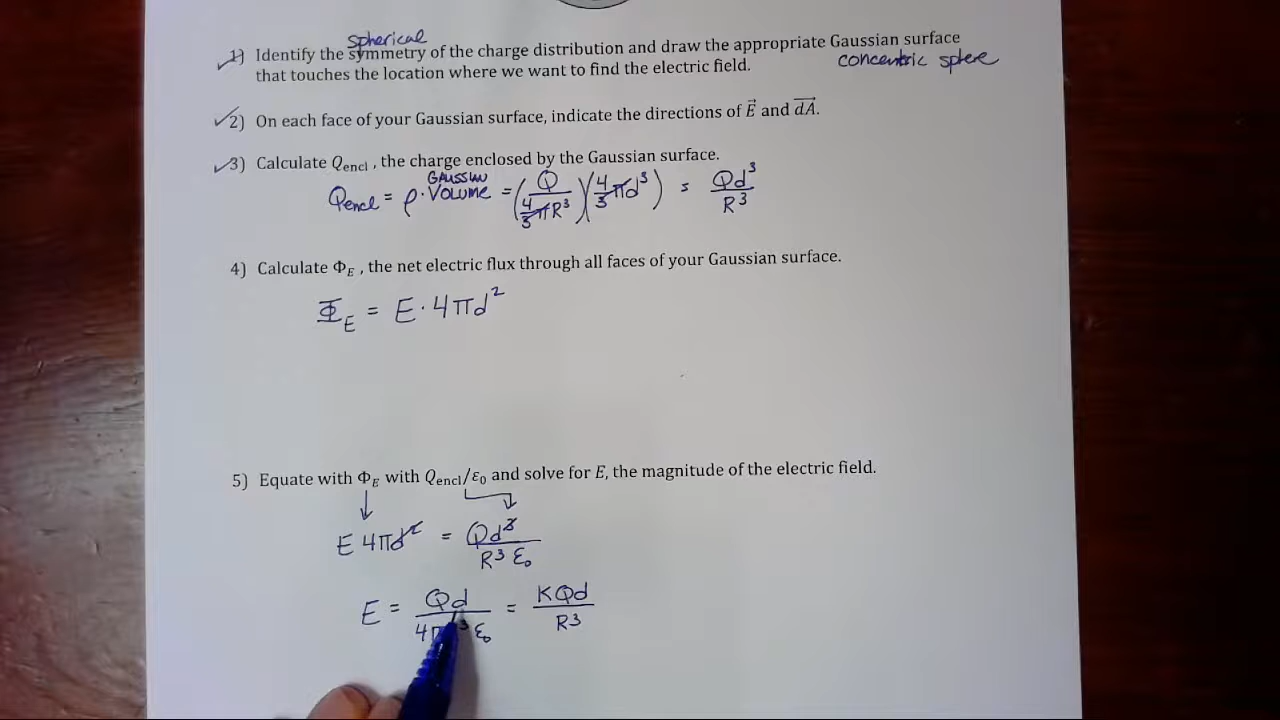 spherical
1) Identify the symmetry of the charge distribution and draw the appropriate Gaussian surface
that touches the location where we want to find the electric field.
concentric sphere
2) On each face of your Gaussian surface, indicate the directions of E⃗ and dA⃗.
3) Calculate Qencl , the charge enclosed by the Gaussian surface.
GAUSSIAN
Qencl = ρ · VOLUME = (Q / (4/3 πR³)) (4/3 πd³) = Qd³/R³
4) Calculate ΦE , the net electric flux through all faces of your Gaussian surface.
ΦE = E · 4πd²
5) Equate with ΦE with Qencl/ε0 and solve for E, the magnitude of the electric field.
E 4πd² = Qd³ / R³ ε0
E = Qd / 4π ³ ε0 = KQd / R³